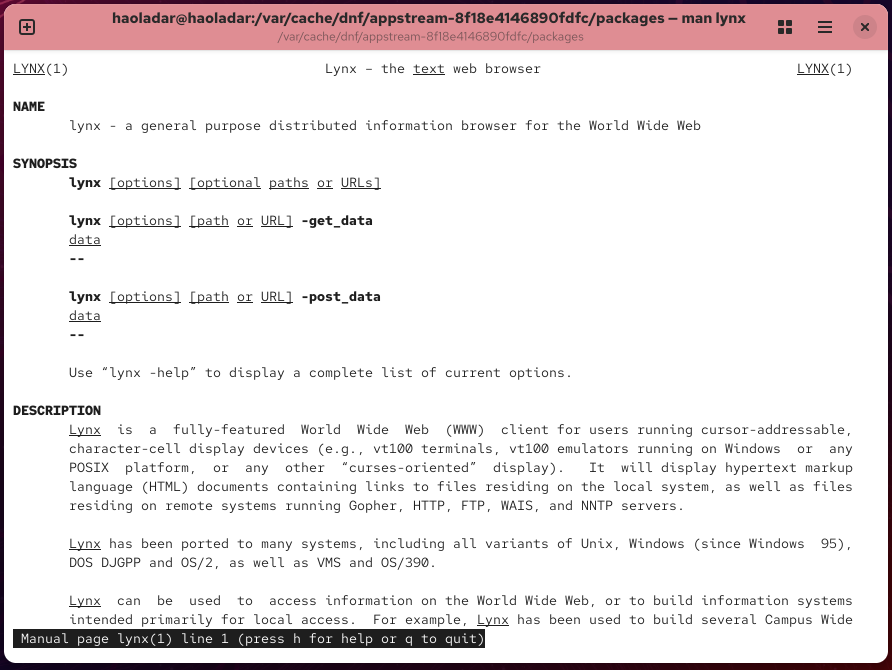 haoladar@haoladar:/var/cache/dnf/appstream-8f18e4146890fdfc/packages — man lynx
/var/cache/dnf/appstream-8f18e4146890fdfc/packages
LYNX(1) Lynx – the text web browser LYNX(1)
NAME
lynx - a general purpose distributed information browser for the World Wide Web
SYNOPSIS
lynx [options] [optional paths or URLs]
lynx [options] [path or URL] -get_data
data
--
lynx [options] [path or URL] -post_data
data
--
Use “lynx -help” to display a complete list of current options.
DESCRIPTION
Lynx is a fully-featured World Wide Web (WWW) client for users running cursor-addressable,
character-cell display devices (e.g., vt100 terminals, vt100 emulators running on Windows or any
POSIX platform, or any other “curses-oriented” display). It will display hypertext markup
language (HTML) documents containing links to files residing on the local system, as well as files
residing on remote systems running Gopher, HTTP, FTP, WAIS, and NNTP servers.
Lynx has been ported to many systems, including all variants of Unix, Windows (since Windows 95),
DOS DJGPP and OS/2, as well as VMS and OS/390.
Lynx can be used to access information on the World Wide Web, or to build information systems
intended primarily for local access. For example, Lynx has been used to build several Campus Wide
Manual page lynx(1) line 1 (press h for help or q to quit)